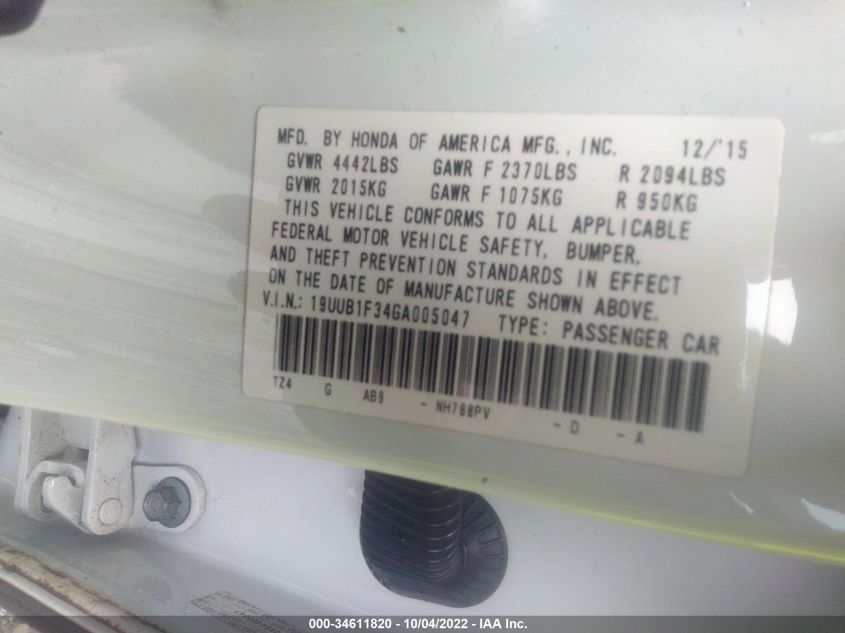 MFD. BY HONDA OF AMERICA MFG., INC. 12/'15
GVWR 4442LBS GAWR F 2370LBS R 2094LBS
GVWR 2015KG GAWR F 1075KG R 950KG
THIS VEHICLE CONFORMS TO ALL APPLICABLE
FEDERAL MOTOR VEHICLE SAFETY, BUMPER,
AND THEFT PREVENTION STANDARDS IN EFFECT
ON THE DATE OF MANUFACTURE SHOWN ABOVE.
V.I.N.: 19UUB1F34GA005047 TYPE: PASSENGER CAR
TZ4 G AB9 - NH788PV - D - A
000-34611820 - 10/04/2022 - IAA Inc.